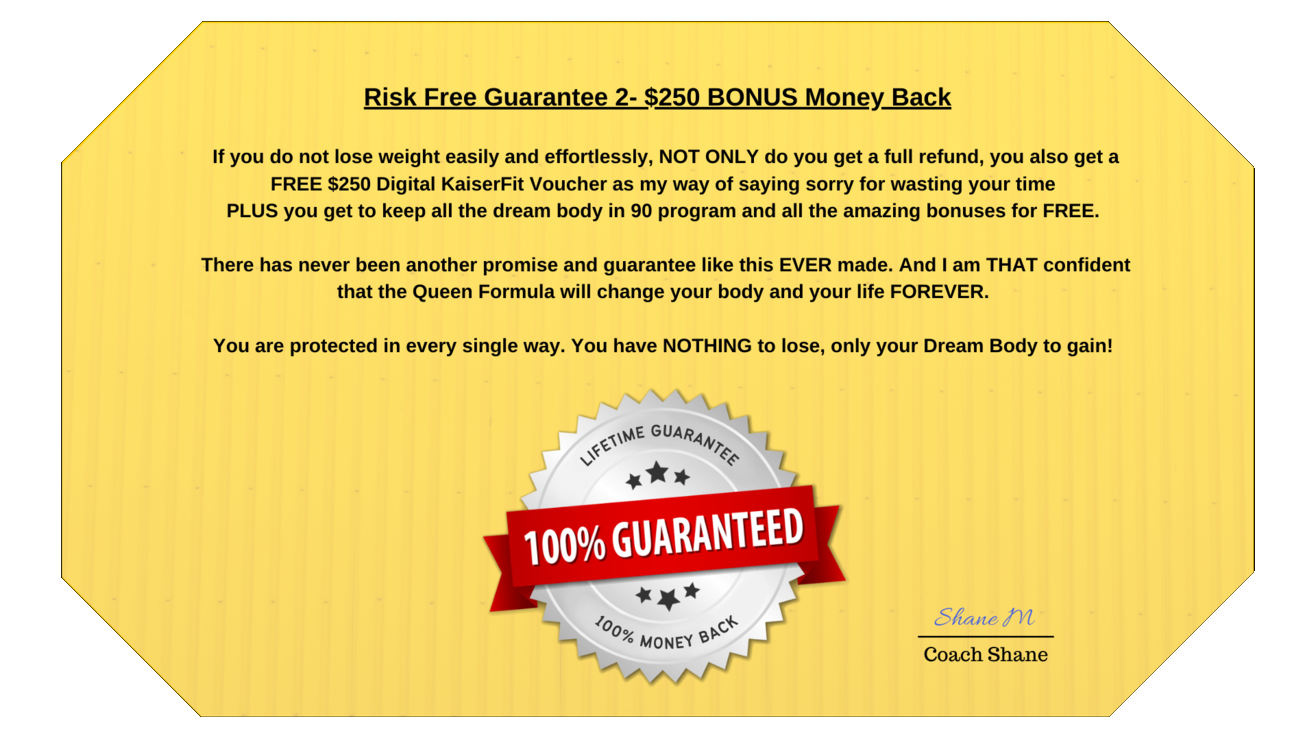 Risk Free Guarantee 2- $250 BONUS Money Back
If you do not lose weight easily and effortlessly, NOT ONLY do you get a full refund, you also get a
FREE $250 Digital KaiserFit Voucher as my way of saying sorry for wasting your time
PLUS you get to keep all the dream body in 90 program and all the amazing bonuses for FREE.
There has never been another promise and guarantee like this EVER made. And I am THAT confident
that the Queen Formula will change your body and your life FOREVER.
You are protected in every single way. You have NOTHING to lose, only your Dream Body to gain!
LIFETIME GUARANTEE
100% GUARANTEED
100% MONEY BACK
Shane M
Coach Shane